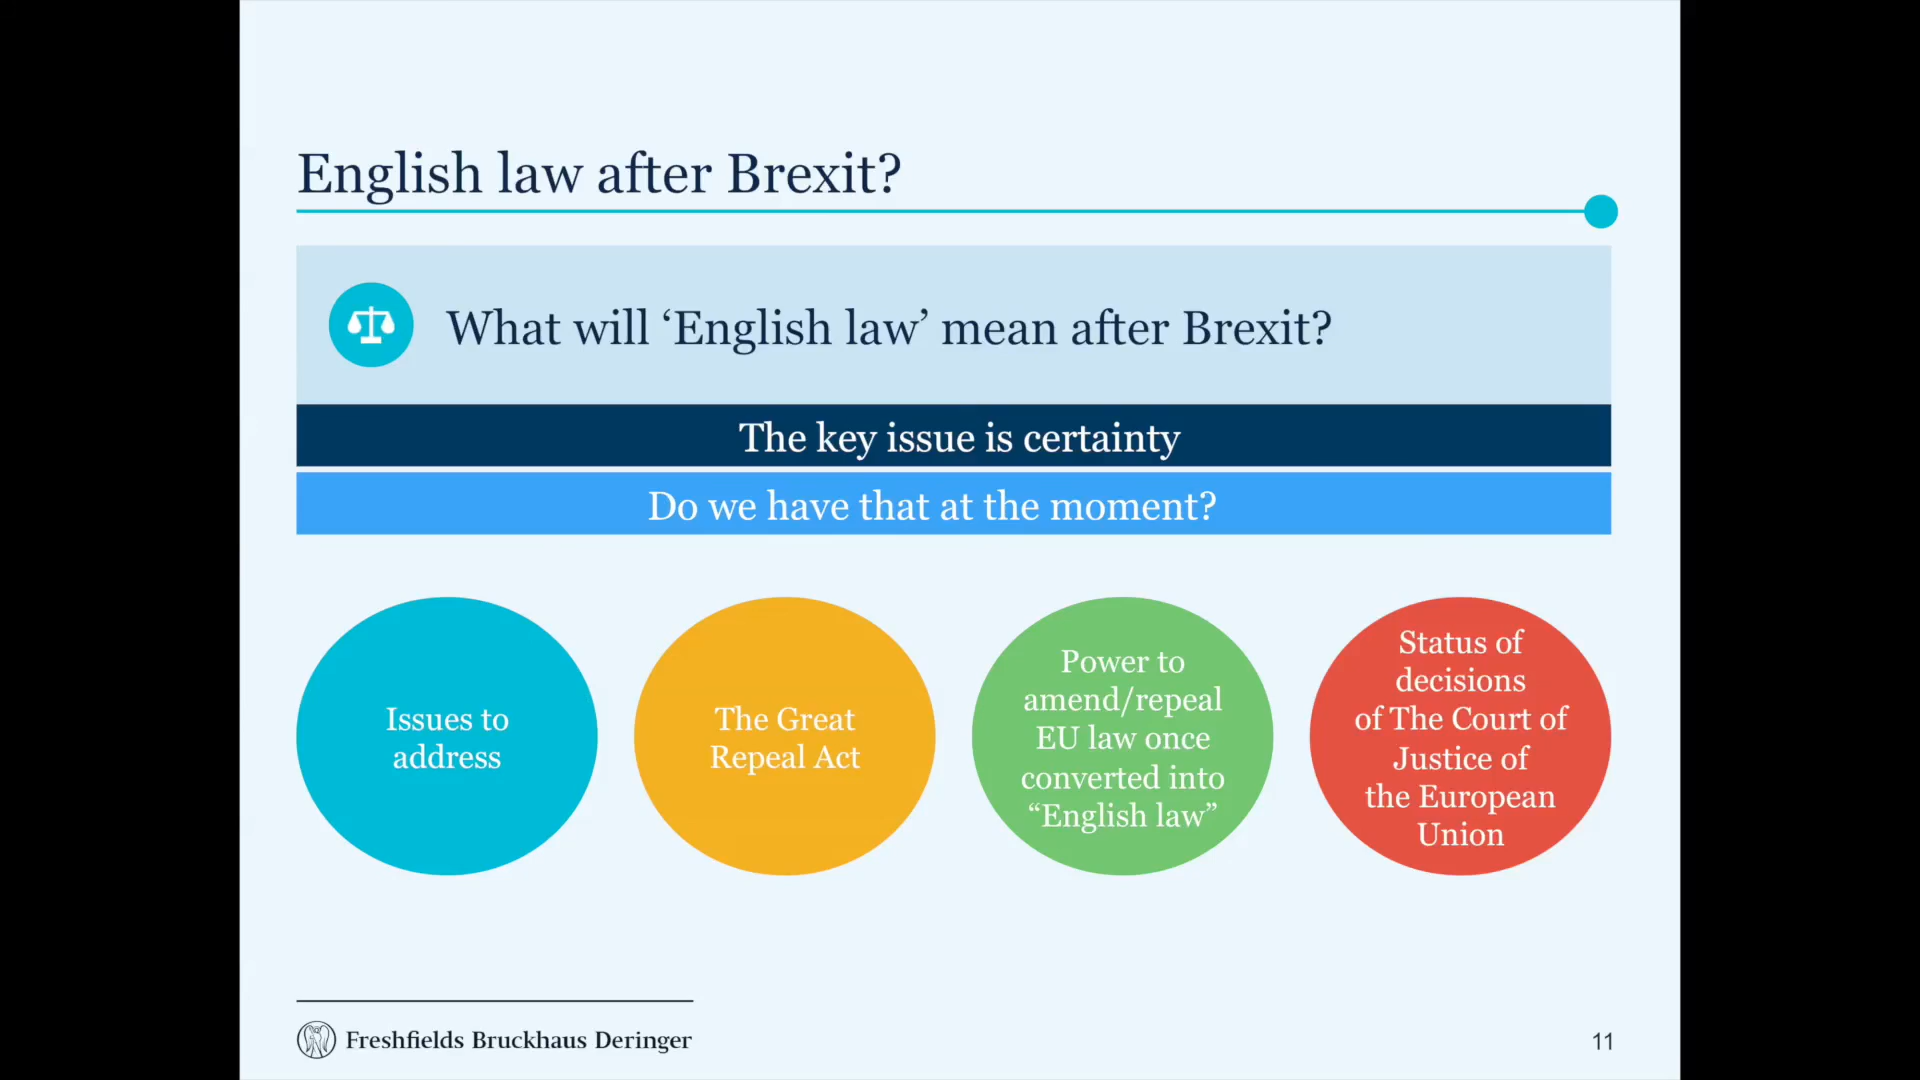 English law after Brexit?
What will ‘English law’ mean after Brexit?
The key issue is certainty
Do we have that at the moment?
Issues to
address
The Great
Repeal Act
Power to
amend/repeal
EU law once
converted into
“English law”
Status of
decisions
of The Court of
Justice of
the European
Union
Freshfields Bruckhaus Deringer
11